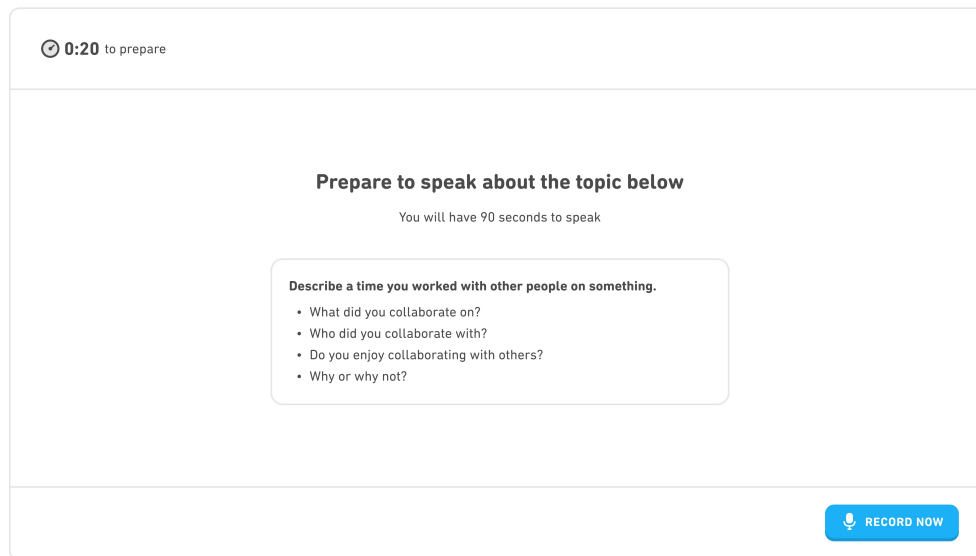 0:20 to prepare
Prepare to speak about the topic below
You will have 90 seconds to speak
Describe a time you worked with other people on something.
• What did you collaborate on?
• Who did you collaborate with?
• Do you enjoy collaborating with others?
• Why or why not?
RECORD NOW